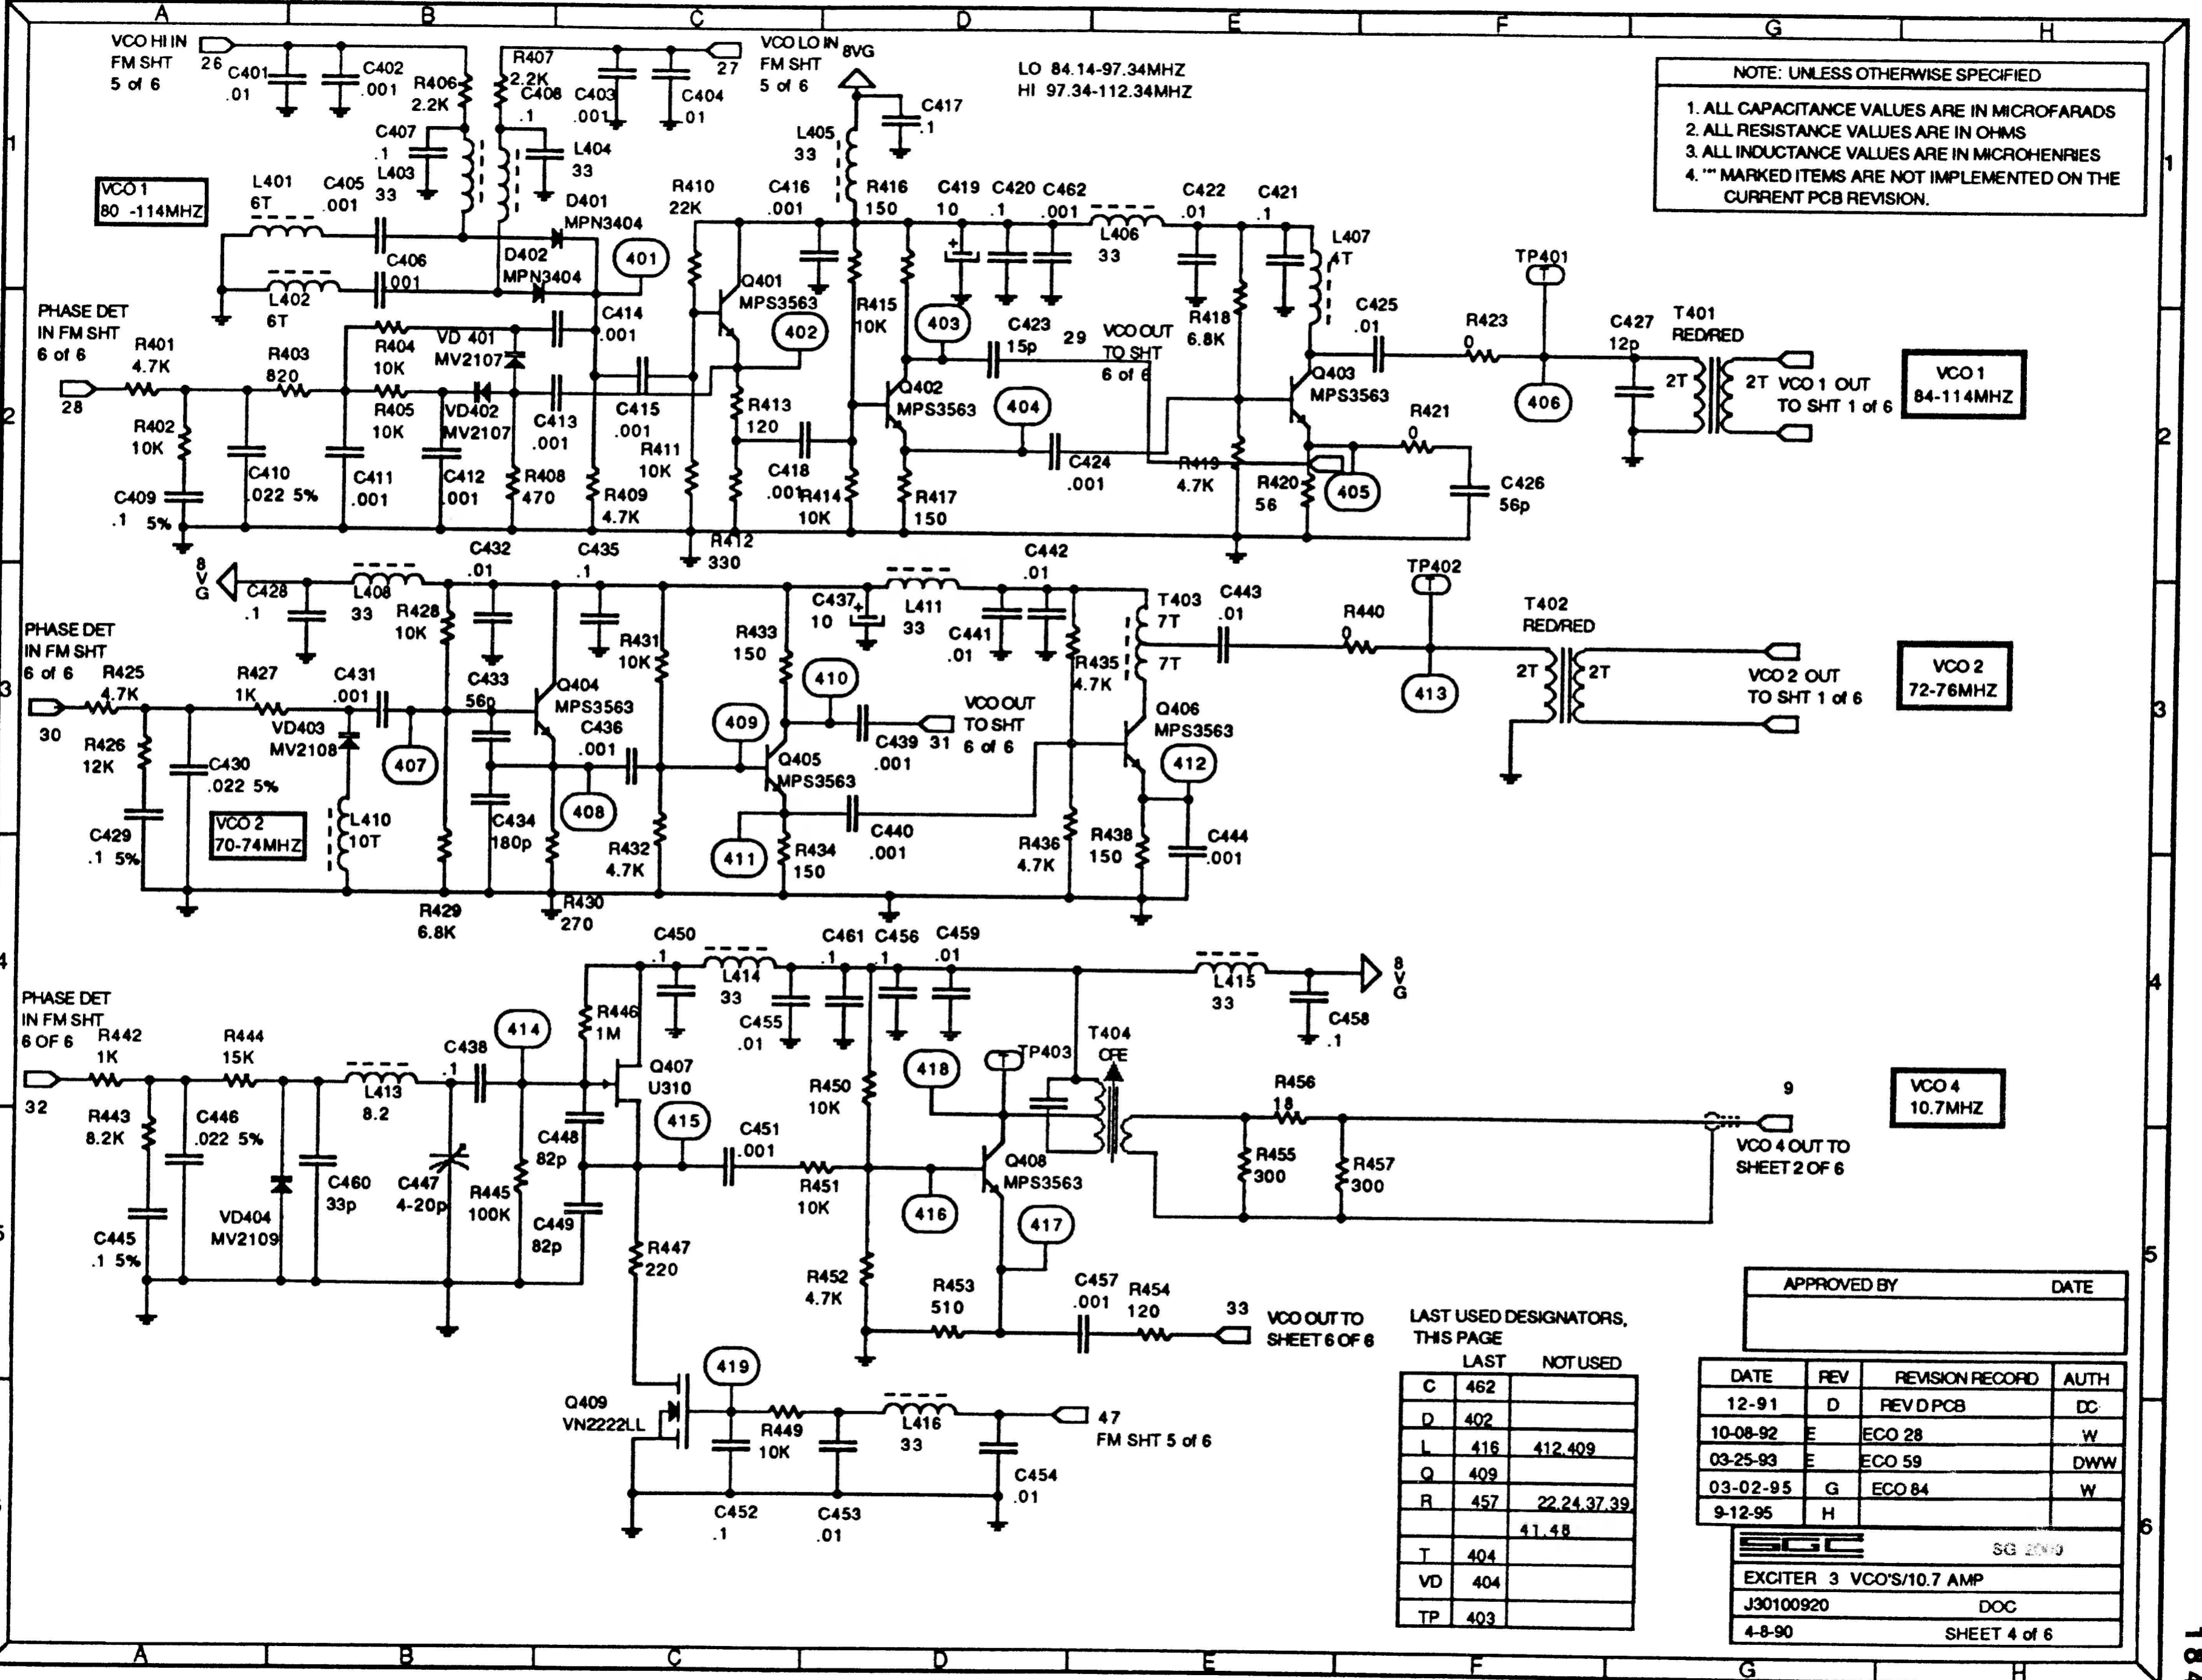 A B C D E F G H
VCO HI IN
FM SHT
5 of 6
26
C401
.01
C402
.001
R406
2.2K
R407
2.2K
C408
.1
C403
.001
C404
.01
27
VCO LO IN
FM SHT
5 of 6
8VG
C417
.1
LO 84.14-97.34MHZ
HI 97.34-112.34MHZ
NOTE: UNLESS OTHERWISE SPECIFIED
1. ALL CAPACITANCE VALUES ARE IN MICROFARADS
2. ALL RESISTANCE VALUES ARE IN OHMS
3. ALL INDUCTANCE VALUES ARE IN MICROHENRIES
4. "" MARKED ITEMS ARE NOT IMPLEMENTED ON THE
CURRENT PCB REVISION.
1
1
C407
.1
L403
33
L404
33
L405
33
VCO 1
80 -114MHZ
L401
6T
C405
.001
D401
MPN3404
R410
22K
C416
.001
R416
150
C419
10
C420
.1
C462
.001
L406
33
C422
.01
C421
.1
L407
4T
L402
6T
C406
.001
D402
MPN3404
401
Q401
MPS3563
402
R415
10K
403
C423
15p
29
VCO OUT
TO SHT
6 of 6
R418
6.8K
C425
.01
R423
0
TP401
C427
12p
T401
RED/RED
2T
2T
VCO 1 OUT
TO SHT 1 of 6
VCO 1
84-114MHZ
PHASE DET
IN FM SHT
6 of 6
28
R401
4.7K
R403
820
R404
10K
R405
10K
VD 401
MV2107
VD402
MV2107
C414
.001
C413
.001
C415
.001
R413
120
Q402
MPS3563
404
Q403
MPS3563
406
2
2
R402
10K
C409
.1 5%
C410
.022 5%
C411
.001
C412
.001
R408
470
R409
4.7K
R411
10K
R412
330
C418
.001
R414
10K
R417
150
C424
.001
R419
4.7K
R420
56
405
R421
0
C426
56p
8
V
G
C428
.1
L408
33
R428
10K
C432
.01
C435
.1
R431
10K
R433
150
C437
10
L411
33
C441
.01
C442
.01
R435
4.7K
T403
7T
7T
C443
.01
R440
0
TP402
413
T402
RED/RED
2T
2T
VCO 2 OUT
TO SHT 1 of 6
VCO 2
72-76MHZ
3
3
PHASE DET
IN FM SHT
6 of 6
30
R425
4.7K
R427
1K
C431
.001
VD403
MV2108
407
C433
56p
Q404
MPS3563
C436
.001
408
409
410
Q405
MPS3563
C439
.001
31
VCO OUT
TO SHT
6 of 6
Q406
MPS3563
412
R426
12K
C430
.022 5%
C429
.1 5%
VCO 2
70-74MHZ
L410
10T
R429
6.8K
C434
180p
R430
270
R432
4.7K
411
R434
150
C440
.001
R436
4.7K
R438
150
C444
.001
4
4
C450
.1
L414
33
C455
.01
C461
.1
C456
.1
C459
.01
L415
33
C458
.1
8
V
G
PHASE DET
IN FM SHT
6 OF 6
32
R442
1K
R444
15K
L413
8.2
C438
.1
414
R446
1M
Q407
U310
415
C451
.001
R450
10K
418
TP403
T404
R456
18
9
VCO 4 OUT TO
SHEET 2 OF 6
VCO 4
10.7MHZ
R443
8.2K
C446
.022 5%
C445
.1 5%
VD404
MV2109
C460
33p
C447
4-20p
R445
100K
C448
82p
C449
82p
R447
220
R451
10K
R452
4.7K
416
Q408
MPS3563
417
R455
300
R457
300
5
5
R453
510
C457
.001
R454
120
33
VCO OUT TO
SHEET 6 OF 6
Q409
VN2222LL
419
R449
10K
L416
33
47
FM SHT 5 of 6
C452
.1
C453
.01
C454
.01
LAST USED DESIGNATORS,
THIS PAGE
LAST NOT USED
C 462
D 402
L 416 412,409
Q 409
R 457 22,24,37,39
41,48
T 404
VD 404
TP 403
APPROVED BY DATE
DATE REV REVISION RECORD AUTH
12-91 D REV D PCB DC
10-08-92 E ECO 28 W
03-25-93 E ECO 59 DWW
03-02-95 G ECO 84 W
9-12-95 H
SGC SG 2000
EXCITER 3 VCO'S/10.7 AMP
J30100920 DOC
4-8-90 SHEET 4 of 6
6
A B C D E F G H